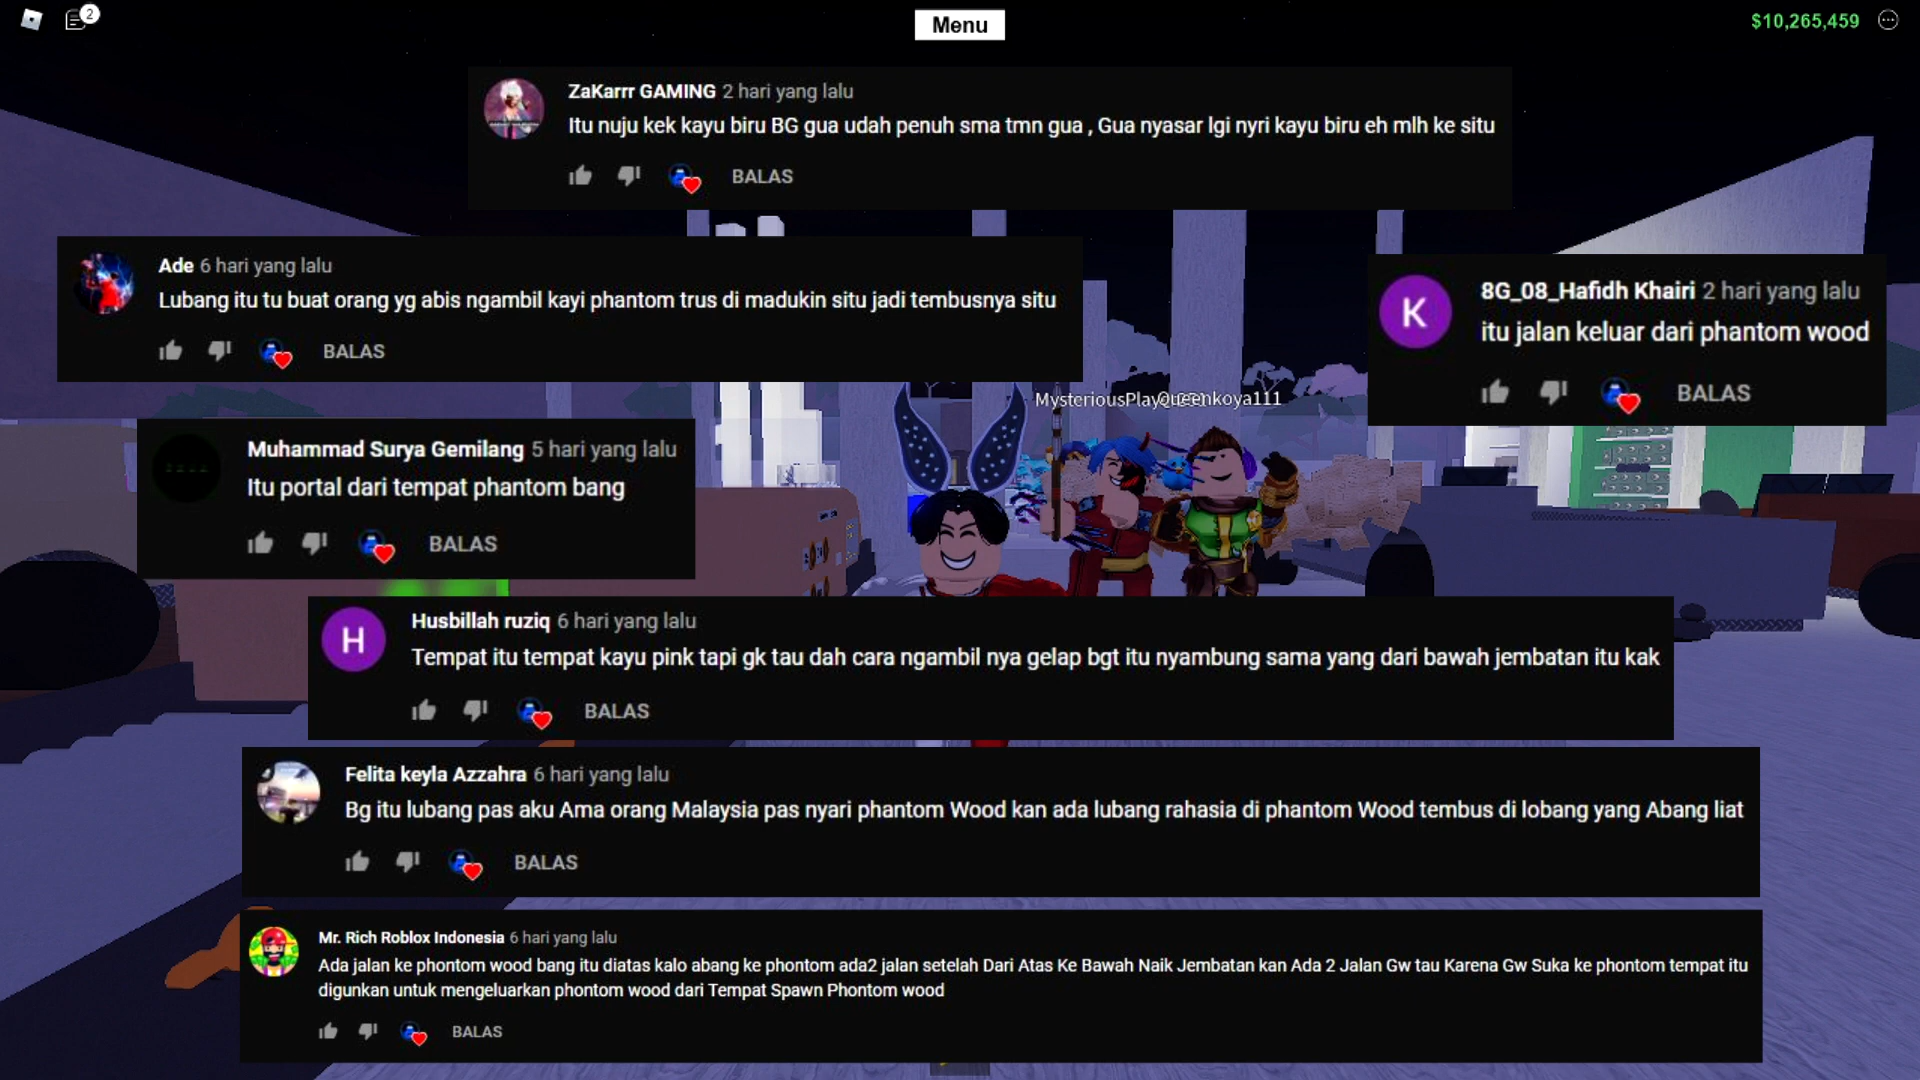 2
Menu
$10,265,459
ZaKarrr GAMING 2 hari yang lalu
Itu nuju kek kayu biru BG gua udah penuh sma tmn gua , Gua nyasar lgi nyri kayu biru eh mlh ke situ
BALAS
Ade 6 hari yang lalu
Lubang itu tu buat orang yg abis ngambil kayi phantom trus di madukin situ jadi tembusnya situ
BALAS
K
8G_08_Hafidh Khairi 2 hari yang lalu
itu jalan keluar dari phantom wood
BALAS
Queenkoya111
Muhammad Surya Gemilang 5 hari yang lalu
Itu portal dari tempat phantom bang
BALAS
H
Husbillah ruziq 6 hari yang lalu
Tempat itu tempat kayu pink tapi gk tau dah cara ngambil nya gelap bgt itu nyambung sama yang dari bawah jembatan itu kak
BALAS
Felita keyla Azzahra 6 hari yang lalu
Bg itu lubang pas aku Ama orang Malaysia pas nyari phantom Wood kan ada lubang rahasia di phantom Wood tembus di lobang yang Abang liat
BALAS
Mr. Rich Roblox Indonesia 6 hari yang lalu
Ada jalan ke phontom wood bang itu diatas kalo abang ke phontom ada2 jalan setelah Dari Atas Ke Bawah Naik Jembatan kan Ada 2 Jalan Gw tau Karena Gw Suka ke phontom tempat itu
digunkan untuk mengeluarkan phontom wood dari Tempat Spawn Phontom wood
BALAS